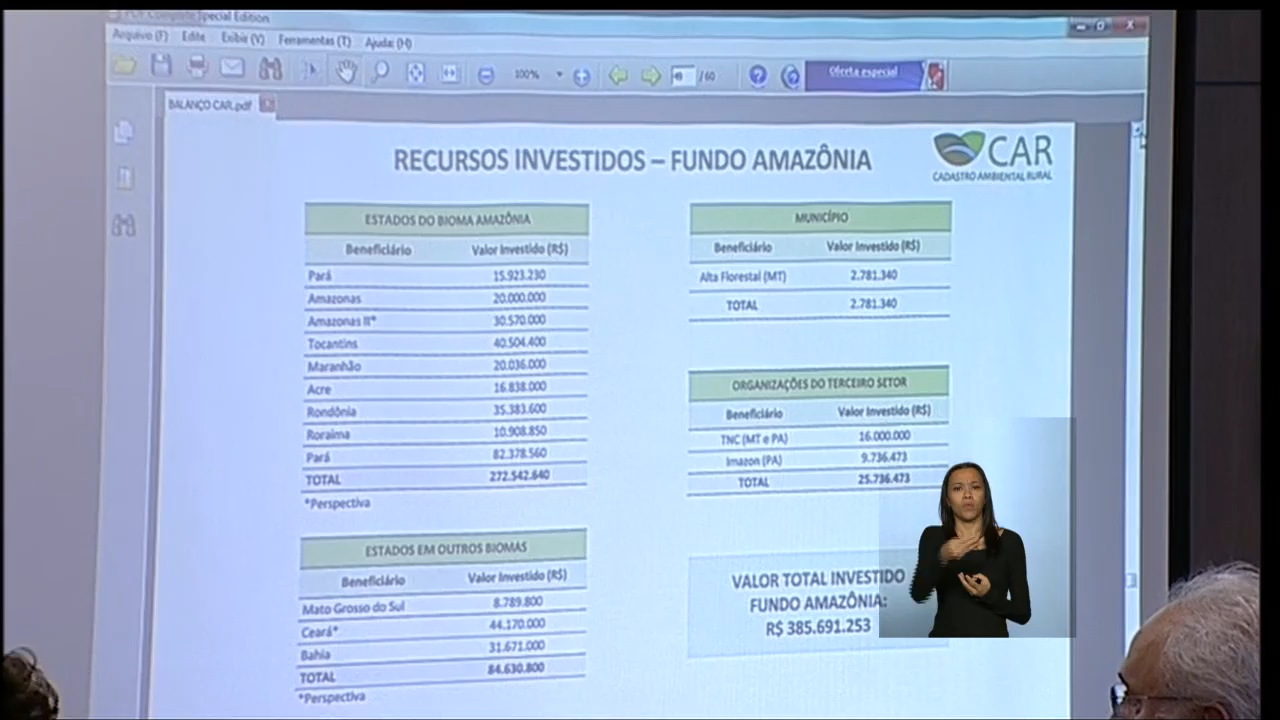 PDF Complete Special Edition
Arquivo (F) Edite Exibir (V) Ferramentas (T) Ajuda: (H)
100% /60 Oferta especial
BALANÇO CAR.pdf
RECURSOS INVESTIDOS – FUNDO AMAZÔNIA
CAR
CADASTRO AMBIENTAL RURAL
ESTADOS DO BIOMA AMAZÔNIA
Beneficiário Valor Investido (R$)
Pará 15.923.230
Amazonas 20.000.000
Amazonas II* 30.570.000
Tocantins 40.504.400
Maranhão 20.036.000
Acre 16.838.000
Rondônia 35.383.600
Roraima 10.908.850
Pará 82.378.560
TOTAL 272.542.640
*Perspectiva
ESTADOS EM OUTROS BIOMAS
Beneficiário Valor Investido (R$)
Mato Grosso do Sul 8.789.800
Ceará* 44.170.000
Bahia 31.671.000
TOTAL 84.630.800
*Perspectiva
MUNICÍPIO
Beneficiário Valor Investido (R$)
Alta Florestal (MT) 2.781.340
TOTAL 2.781.340
ORGANIZAÇÕES DO TERCEIRO SETOR
Beneficiário Valor Investido (R$)
TNC (MT e PA) 16.000.000
Imazon (PA) 9.736.473
TOTAL 25.736.473
VALOR TOTAL INVESTIDO
FUNDO AMAZÔNIA:
R$ 385.691.253